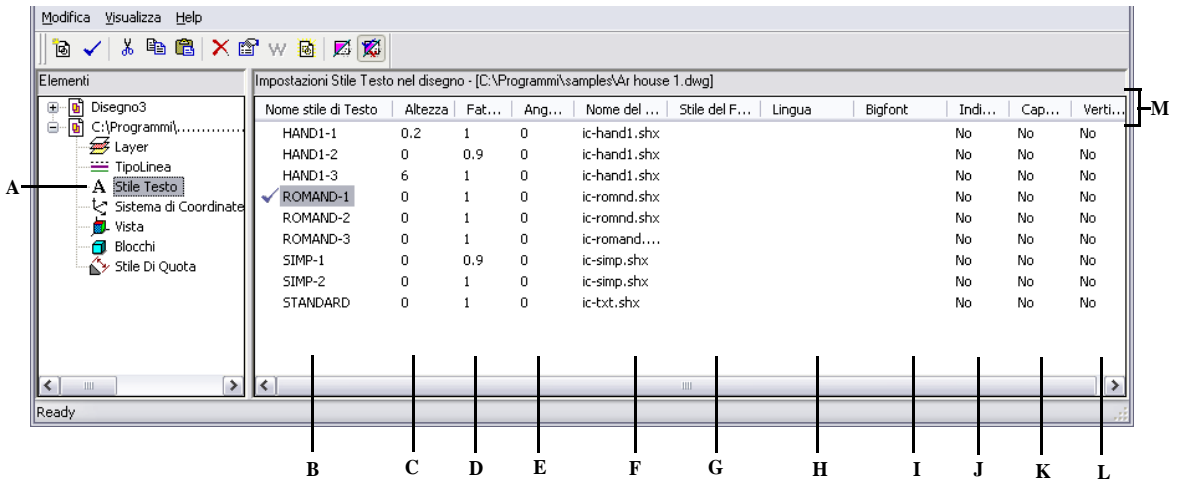 Modifica Visualizza Help
W
Elementi
Impostazioni Stile Testo nel disegno - [C:\Programmi\samples\Ar house 1.dwg]
Disegno3
C:\Programmi\.............
Layer
TipoLinea
A Stile Testo
Sistema di Coordinate
Vista
Blocchi
Stile Di Quota
Nome stile di Testo Altezza Fat... Ang... Nome del ... Stile del F... Lingua Bigfont Indi... Cap... Verti...
HAND1-1 0.2 1 0 ic-hand1.shx No No No
HAND1-2 0 0.9 0 ic-hand1.shx No No No
HAND1-3 6 1 0 ic-hand1.shx No No No
ROMAND-1 0 1 0 ic-romnd.shx No No No
ROMAND-2 0 1 0 ic-romnd.shx No No No
ROMAND-3 0 1 0 ic-romand.... No No No
SIMP-1 0 0.9 0 ic-simp.shx No No No
SIMP-2 0 1 0 ic-simp.shx No No No
STANDARD 0 1 0 ic-txt.shx No No No
M
A
Ready
B C D E F G H I J K L